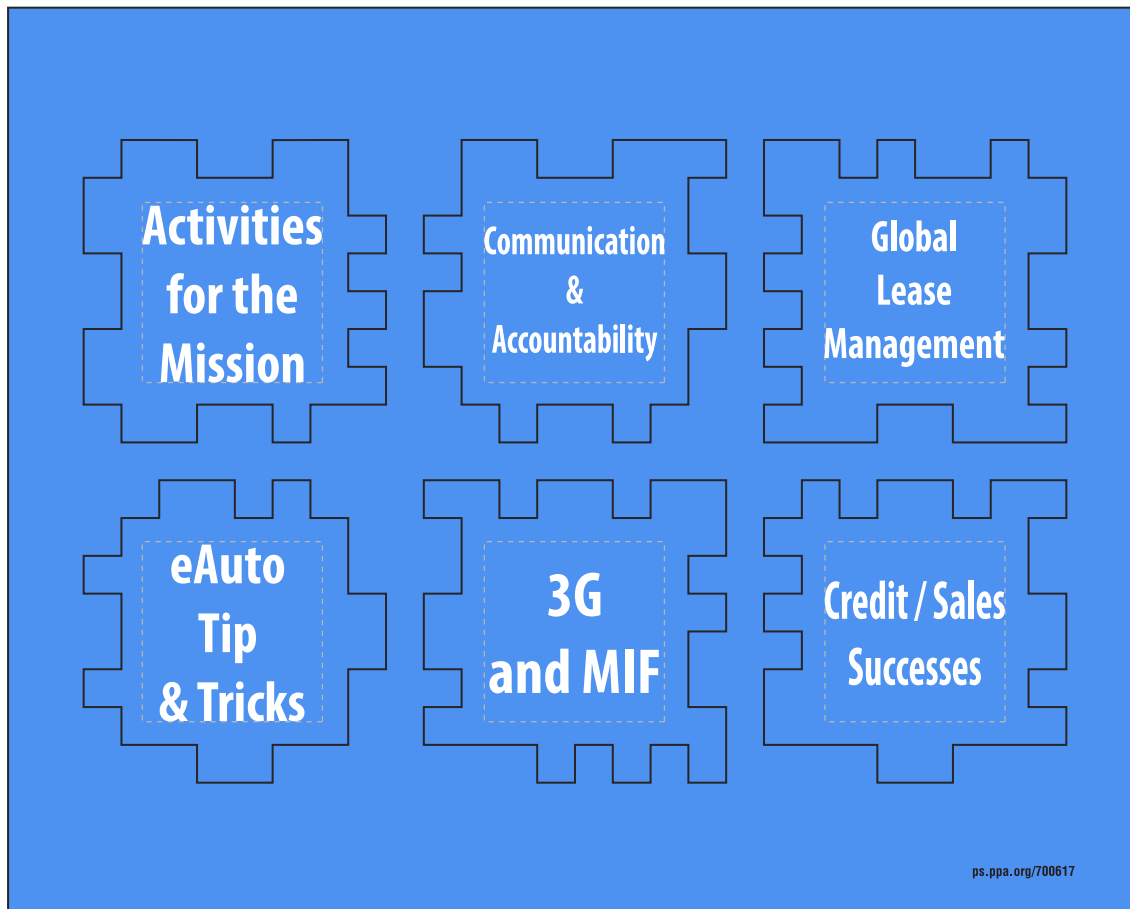 Activities
for the
Mission
Communication
&
Accountability
Global
Lease
Management
eAuto
Tip
& Tricks
3G
and MIF
Credit / Sales
Successes
ps.ppa.org/700617